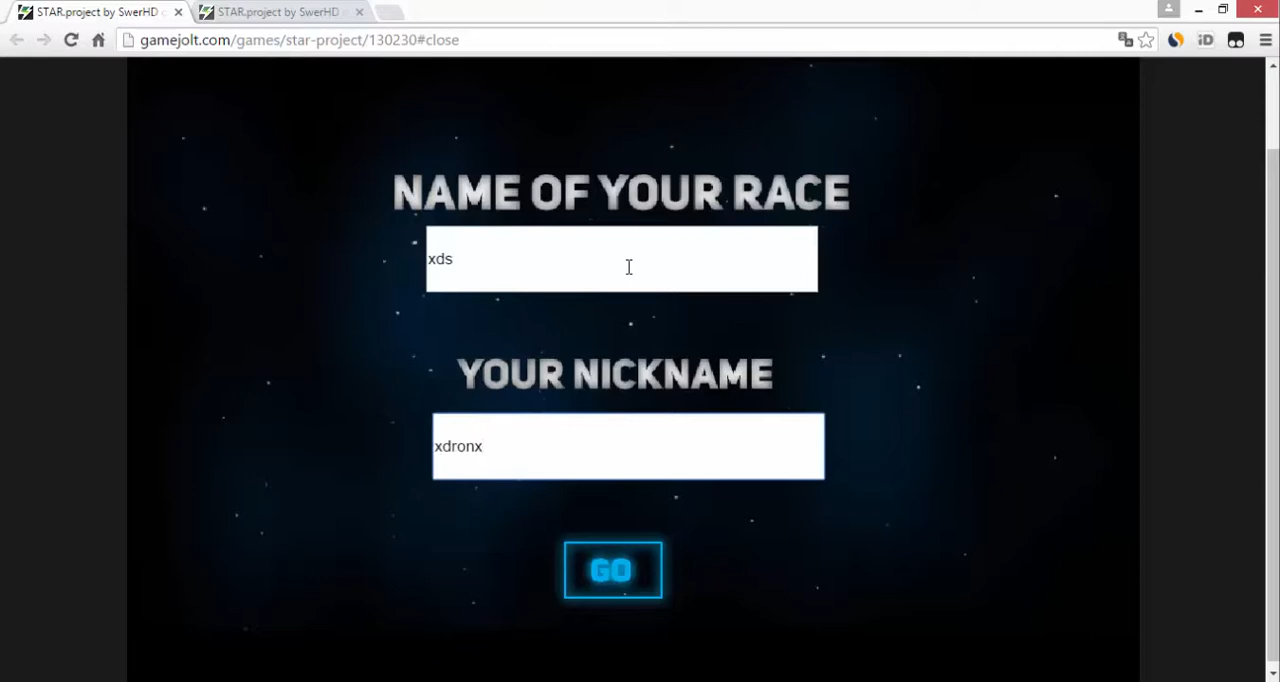 STAR.project by SwerHD
STAR.project by SwerHD
gamejolt.com/games/star-project/130230#close
iD
NAME OF YOUR RACE
xds
YOUR NICKNAME
xdronx
GO